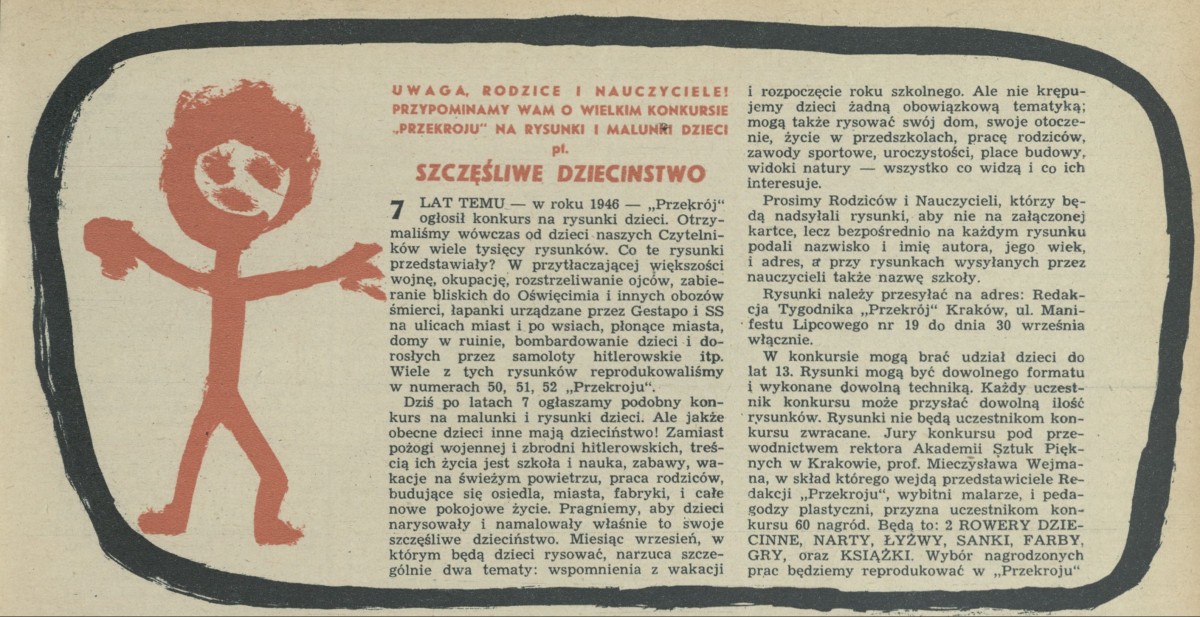 UWAGA, RODZICE I NAUCZYCIELE!
PRZYPOMINAMY WAM O WIELKIM KONKURSIE
„PRZEKROJU" NA RYSUNKI I MALUNKI DZIECI
pt.
SZCZĘŚLIWE DZIECINSTWO
7 LAT TEMU — w roku 1946 — „Przekrój"
ogłosił konkurs na rysunki dzieci. Otrzy-
maliśmy wówczas od dzieci naszych Czytelni-
ków wiele tysięcy rysunków. Co te rysunki
przedstawiały? W przytłaczającej większości
wojnę, okupację, rozstrzeliwanie ojców, zabie-
ranie bliskich do Oświęcimia i innych obozów
śmierci, łapanki urządzane przez Gestapo i SS
na ulicach miast i po wsiach, płonące miasta,
domy w ruinie, bombardowanie dzieci i do-
rosłych przez samoloty hitlerowskie itp.
Wiele z tych rysunków reprodukowaliśmy
w numerach 50, 51, 52 „Przekroju".
Dziś po latach 7 ogłaszamy podobny kon-
kurs na malunki i rysunki dzieci. Ale jakże
obecne dzieci inne mają dzieciństwo! Zamiast
pożogi wojennej i zbrodni hitlerowskich, treś-
cią ich życia jest szkoła i nauka, zabawy, wa-
kacje na świeżym powietrzu, praca rodziców,
budujące się osiedla, miasta, fabryki, i całe
nowe pokojowe życie. Pragniemy, aby dzieci
narysowały i namalowały właśnie to swoje
szczęśliwe dzieciństwo. Miesiąc wrzesień, w
którym będą dzieci rysować, narzuca szcze-
gólnie dwa tematy: wspomnienia z wakacji
i rozpoczęcie roku szkolnego. Ale nie krępu-
jemy dzieci żadną obowiązkową tematyką;
mogą także rysować swój dom, swoje otocze-
nie, życie w przedszkolach, pracę rodziców,
zawody sportowe, uroczystości, place budowy,
widoki natury — wszystko co widzą i co ich
interesuje.
Prosimy Rodziców i Nauczycieli, którzy bę-
dą nadsyłali rysunki, aby nie na załączonej
kartce, lecz bezpośrednio na każdym rysunku
podali nazwisko i imię autora, jego wiek,
i adres, a przy rysunkach wysyłanych przez
nauczycieli także nazwę szkoły.
Rysunki należy przesyłać na adres: Redak-
cja Tygodnika „Przekrój" Kraków, ul. Mani-
festu Lipcowego nr 19 do dnia 30 września
włącznie.
W konkursie mogą brać udział dzieci do
lat 13. Rysunki mogą być dowolnego formatu
i wykonane dowolną techniką. Każdy uczest-
nik konkursu może przysłać dowolną ilość
rysunków. Rysunki nie będą uczestnikom kon-
kursu zwracane. Jury konkursu pod prze-
wodnictwem rektora Akademii Sztuk Pięk-
nych w Krakowie, prof. Mieczysława Wejma-
na, w skład którego wejdą przedstawiciele Re-
dakcji „Przekroju", wybitni malarze, i peda-
godzy plastyczni, przyzna uczestnikom kon-
kursu 60 nagród. Będą to: 2 ROWERY DZIE-
CINNE, NARTY, ŁYŻWY, SANKI, FARBY,
GRY, oraz KSIĄŻKI. Wybór nagrodzonych
prac będziemy reprodukować w „Przekroju"